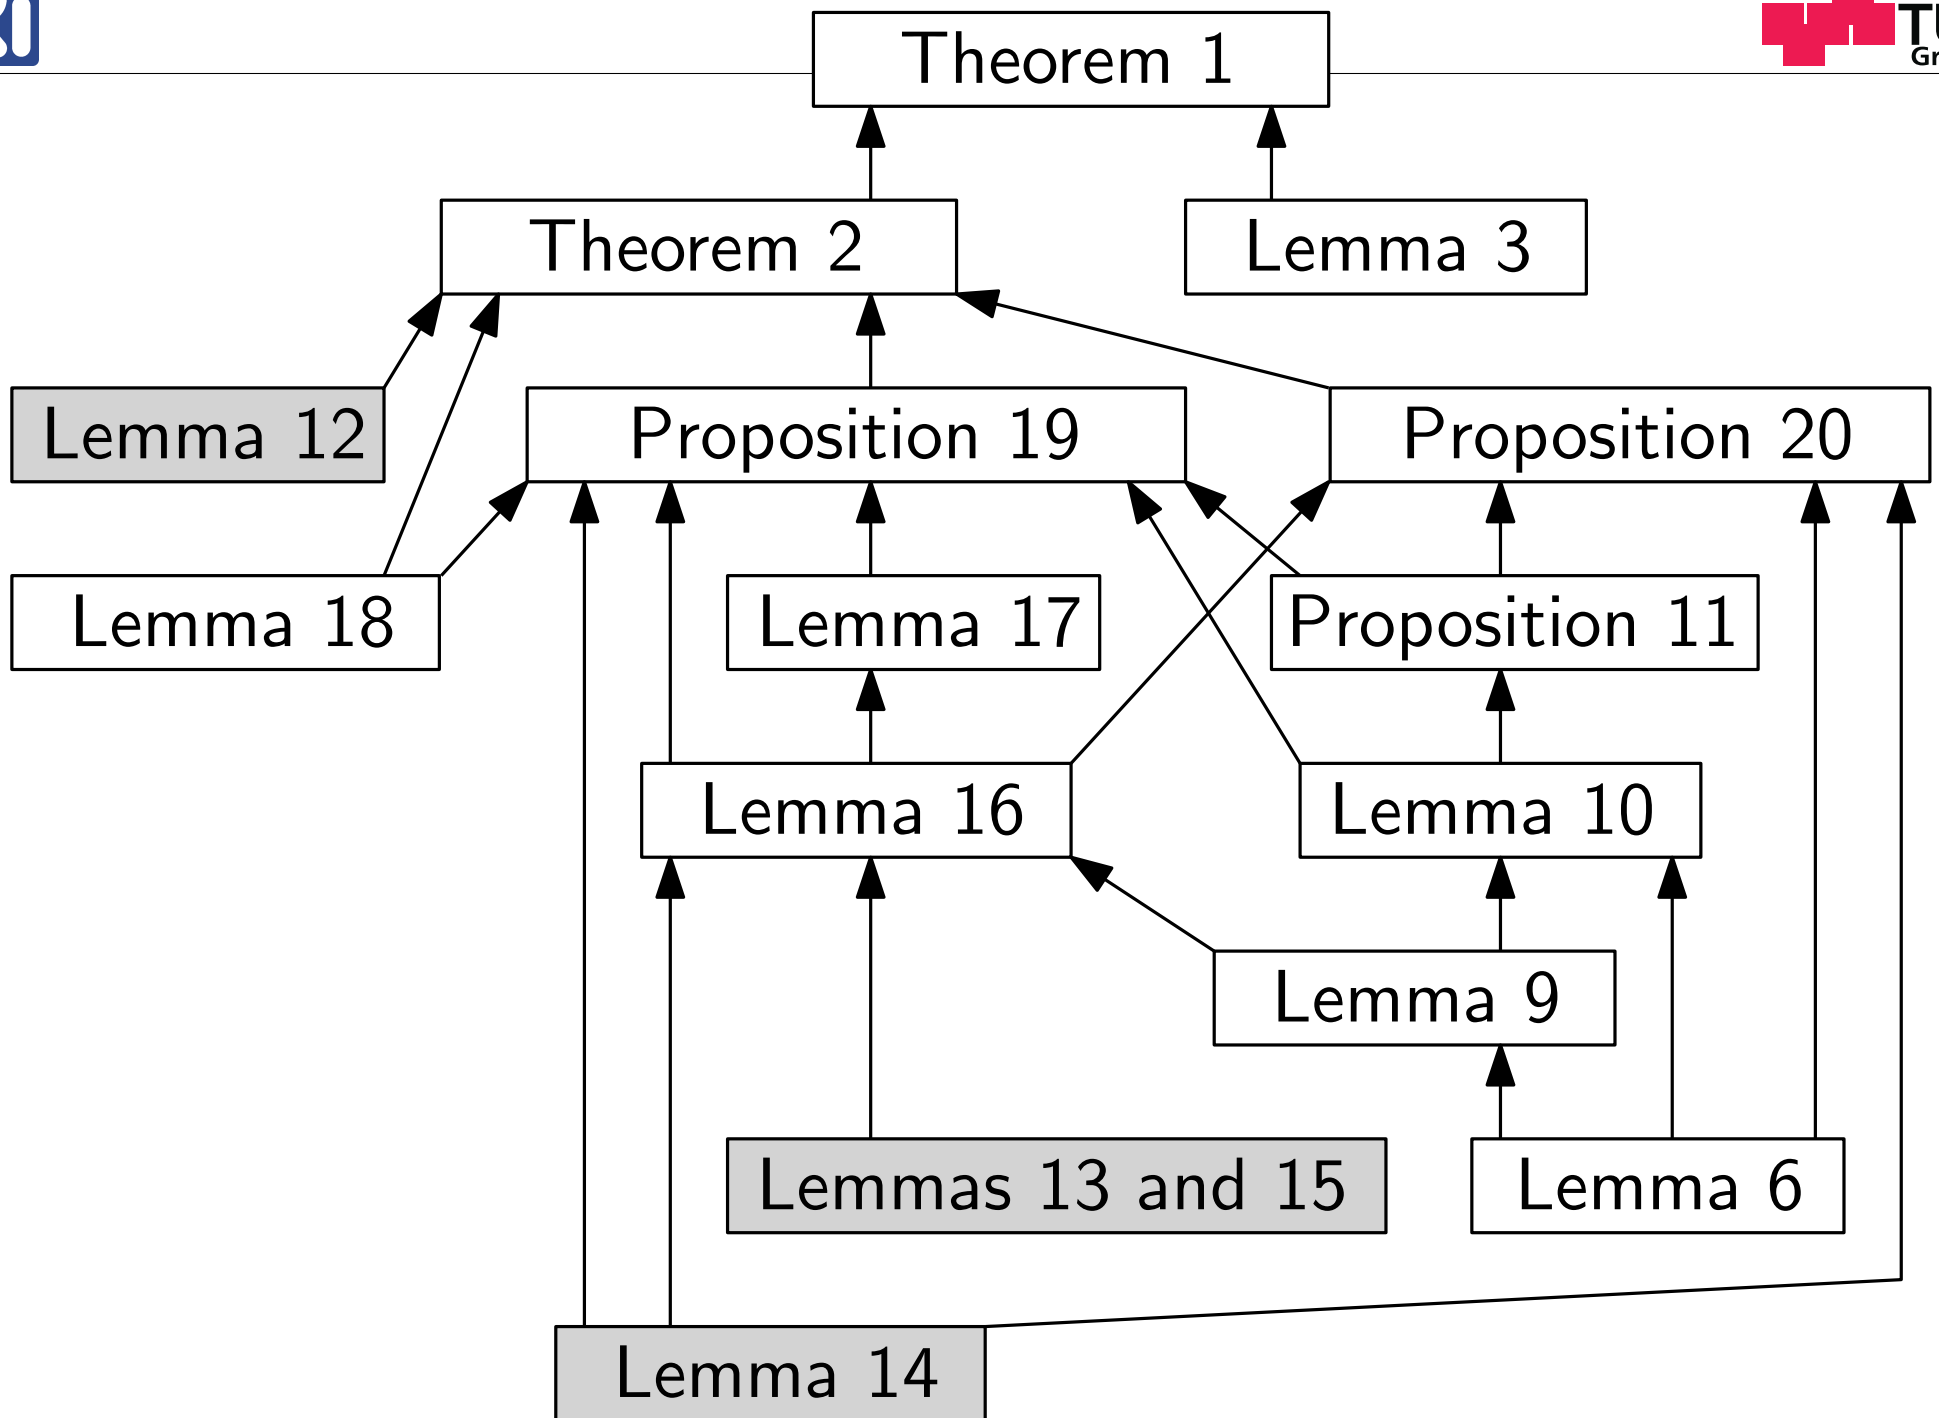 Theorem 1
Theorem 2
Lemma 3
Lemma 12
Proposition 19
Proposition 20
Lemma 18
Lemma 17
Proposition 11
Lemma 16
Lemma 10
Lemma 9
Lemmas 13 and 15
Lemma 6
Lemma 14